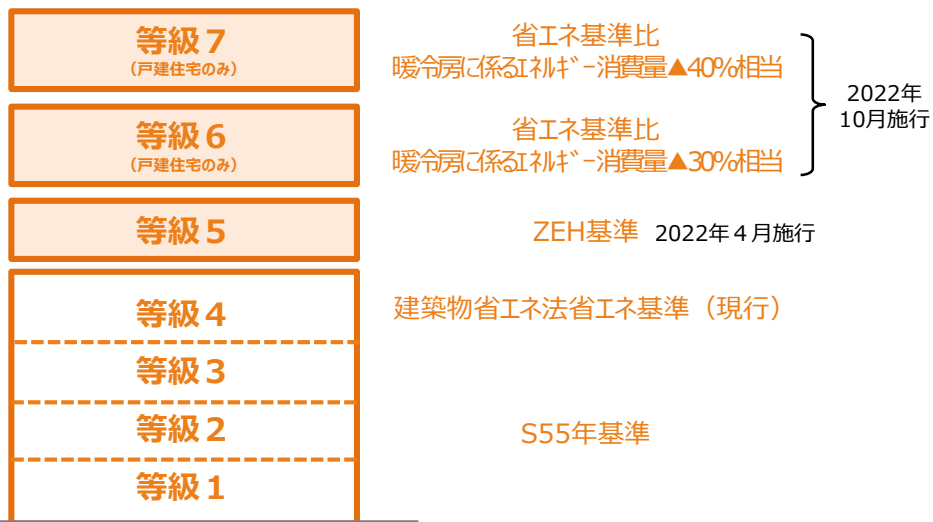 等級７
（戸建住宅のみ）
省エネ基準比
暖冷房に係るｴﾈﾙｷﾞｰ消費量▲40%相当
等級６
（戸建住宅のみ）
省エネ基準比
暖冷房に係るｴﾈﾙｷﾞｰ消費量▲30%相当
2022年
10月施行
等級５
ZEH基準 2022年４月施行
等級４
建築物省エネ法省エネ基準（現行）
等級３
等級２
S55年基準
等級１